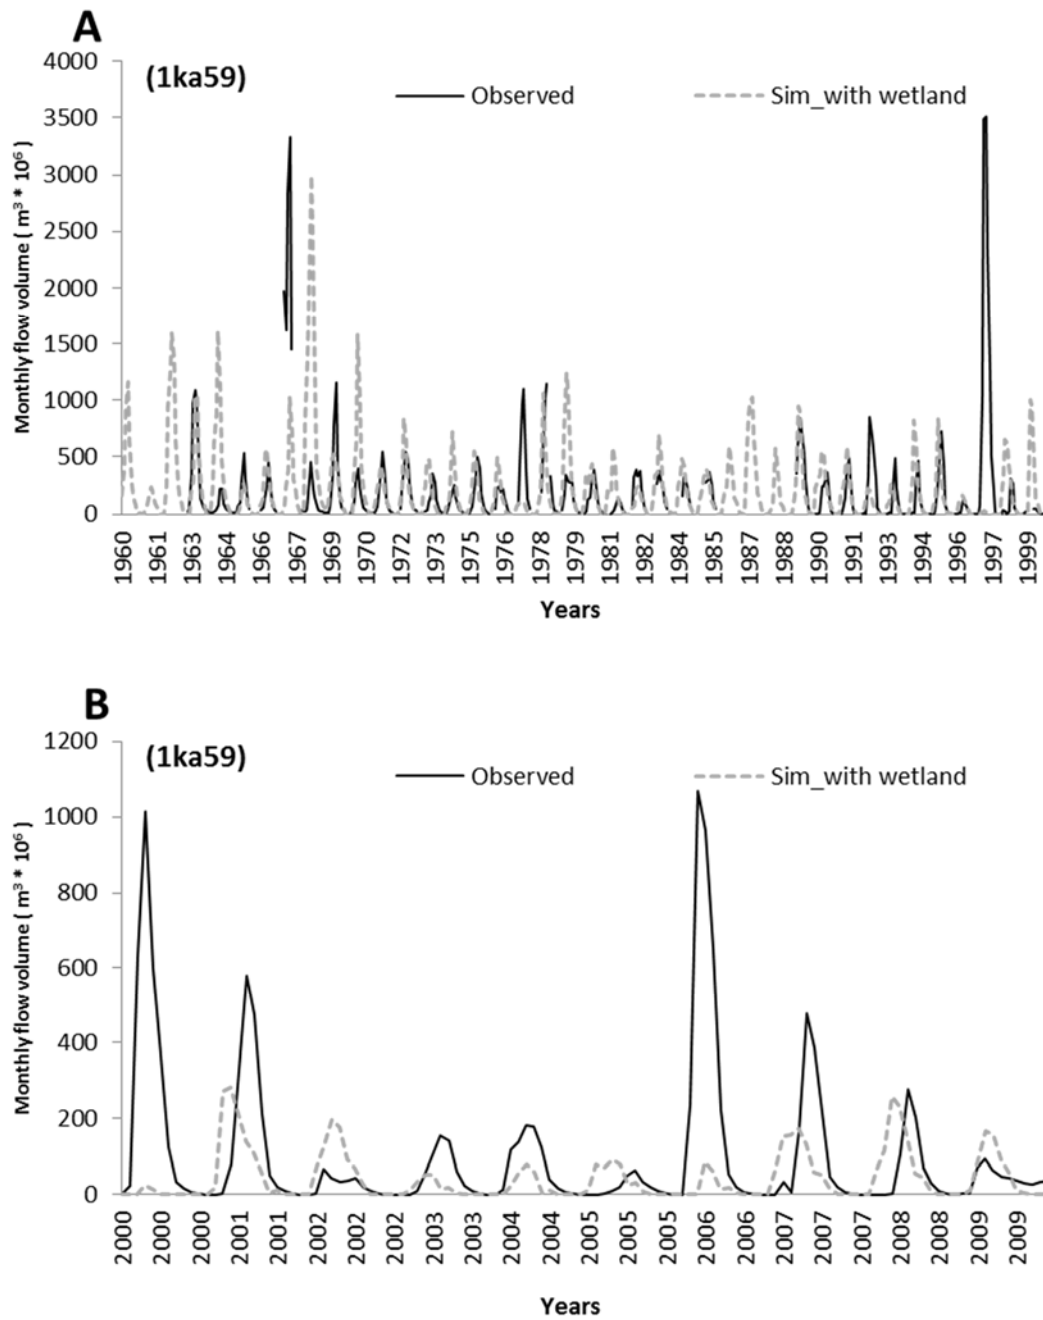 A
(1ka59)
Observed
Sim_with wetland
Monthly flow volume ( m³ * 10⁶ )
4000
3500
3000
2500
2000
1500
1000
500
0
1960 1961 1963 1964 1966 1967 1969 1970 1972 1973 1975 1976 1978 1979 1981 1982 1984 1985 1987 1988 1990 1991 1993 1994 1996 1997 1999
Years
B
(1ka59)
Observed
Sim_with wetland
Monthly flow volume ( m³ * 10⁶ )
1200
1000
800
600
400
200
0
2000 2000 2000 2001 2001 2002 2002 2002 2003 2003 2004 2004 2005 2005 2005 2006 2006 2007 2007 2007 2008 2008 2009 2009
Years